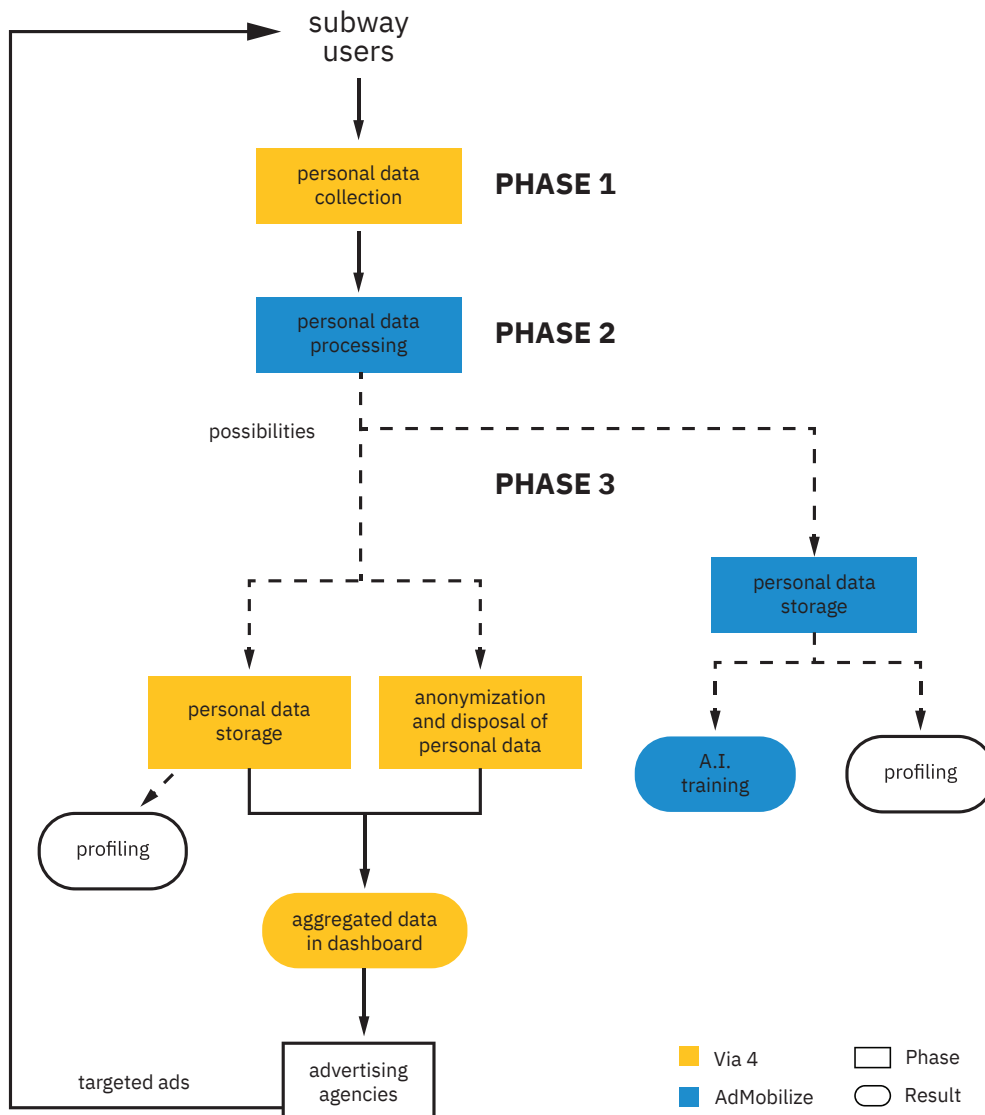 subway
users
personal data
collection
PHASE 1
personal data
processing
PHASE 2
possibilities
PHASE 3
personal data
storage
personal data
storage
anonymization
and disposal of
personal data
A.I.
training
profiling
profiling
aggregated data
in dashboard
advertising
agencies
targeted ads
Via 4
Phase
AdMobilize
Result